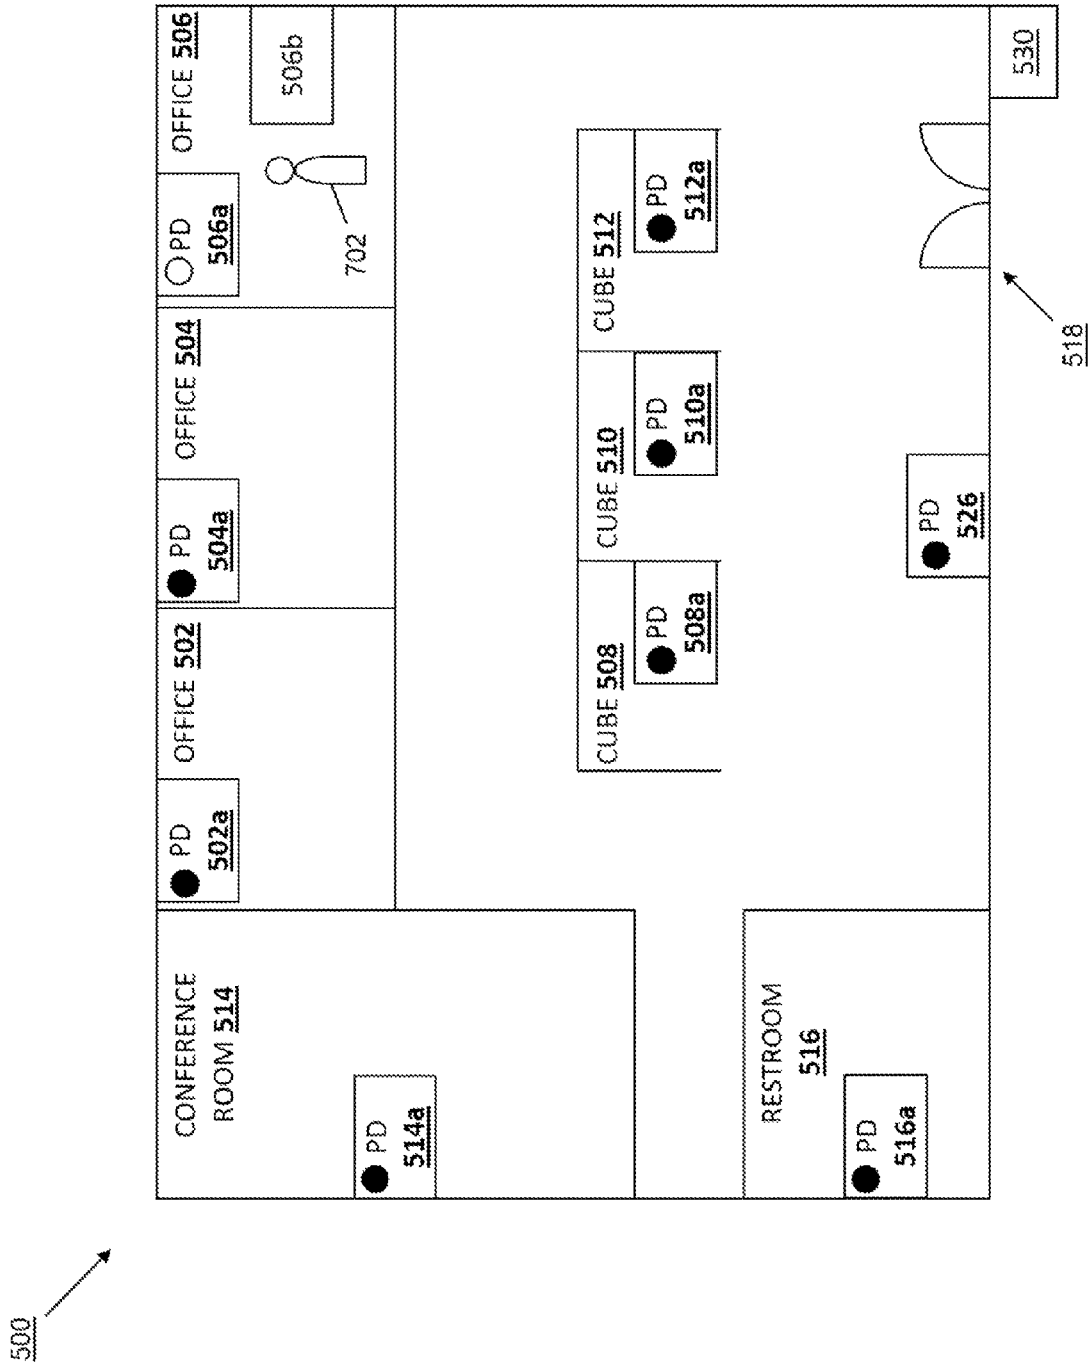 500
CONFERENCE
ROOM 514
PD
514a
OFFICE 502
PD
502a
OFFICE 504
PD
504a
OFFICE 506
PD
506a
506b
702
CUBE 508
PD
508a
CUBE 510
PD
510a
CUBE 512
PD
512a
RESTROOM
516
PD
516a
PD
526
518
530